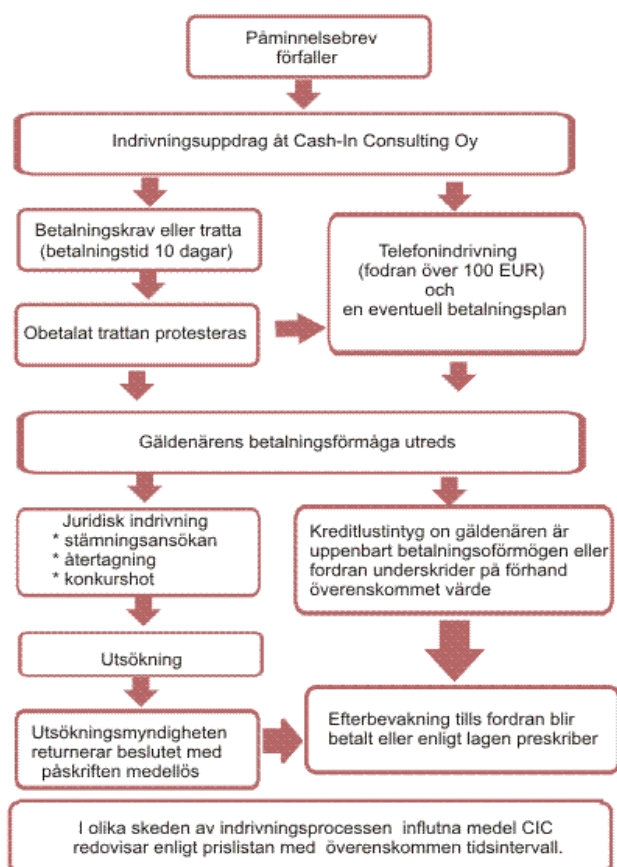 Påminnelsebrev
förfaller
Indrivningsuppdrag åt Cash-In Consulting Oy
Betalningskrav eller tratta
(betalningstid 10 dagar)
Telefonindrivning
(fodran över 100 EUR)
och
en eventuell betalningsplan
Obetalat trattan protesteras
Gäldenärens betalningsförmåga utreds
Juridisk indrivning
* stämningsansökan
* återtagning
* konkurshot
Kreditlustintyg on gäldenären är
uppenbart betalningsoförmögen eller
fordran underskrider på förhand
överenskommet värde
Utsökning
Utsökningsmyndigheten
returnerar beslutet med
påskriften medellös
Efterbevakning tills fordran blir
betalt eller enligt lagen preskriber
I olika skeden av indrivningsprocessen influtna medel CIC
redovisar enligt prislistan med överenskommen tidsintervall.